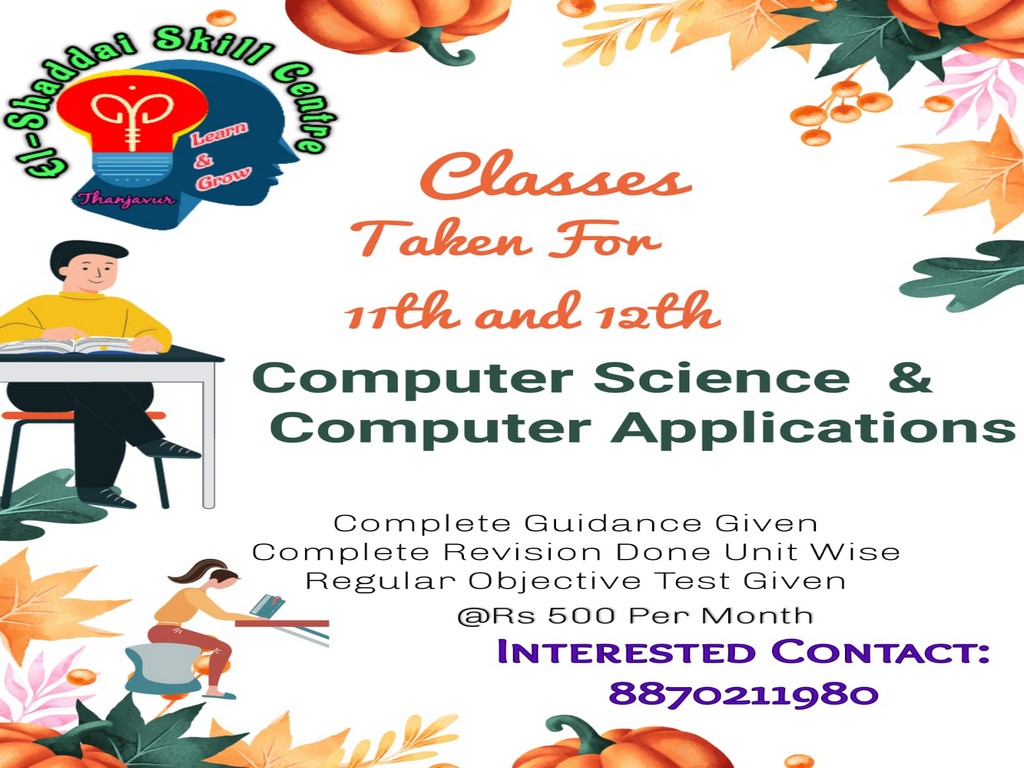 El-Shaddai Skill Centre
Learn
&
Grow
Thanjavur
Classes
Taken For
11th and 12th
Computer Science &
Computer Applications
Complete Guidance Given
Complete Revision Done Unit Wise
Regular Objective Test Given
@Rs 500 Per Month
Interested Contact:
8870211980